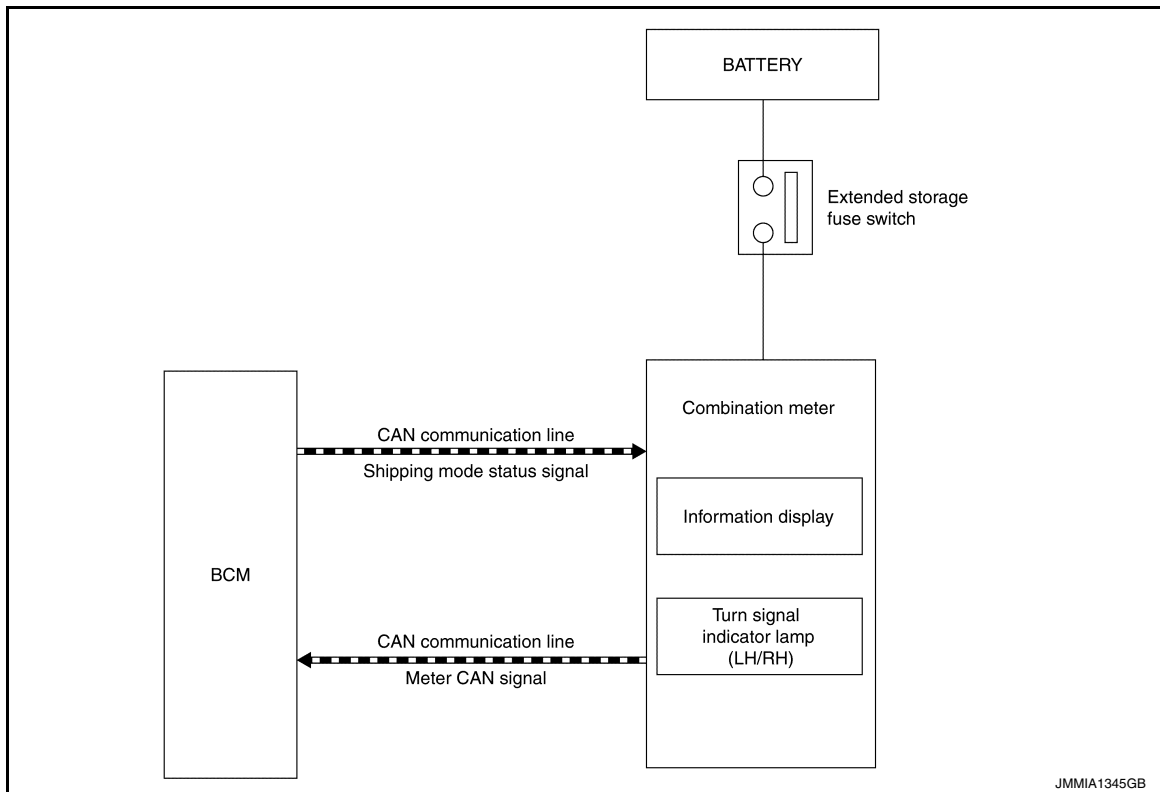 BATTERY
Extended storage
fuse switch
Combination meter
CAN communication line
Shipping mode status signal
Information display
BCM
Turn signal
indicator lamp
(LH/RH)
CAN communication line
Meter CAN signal
JMMIA1345GB